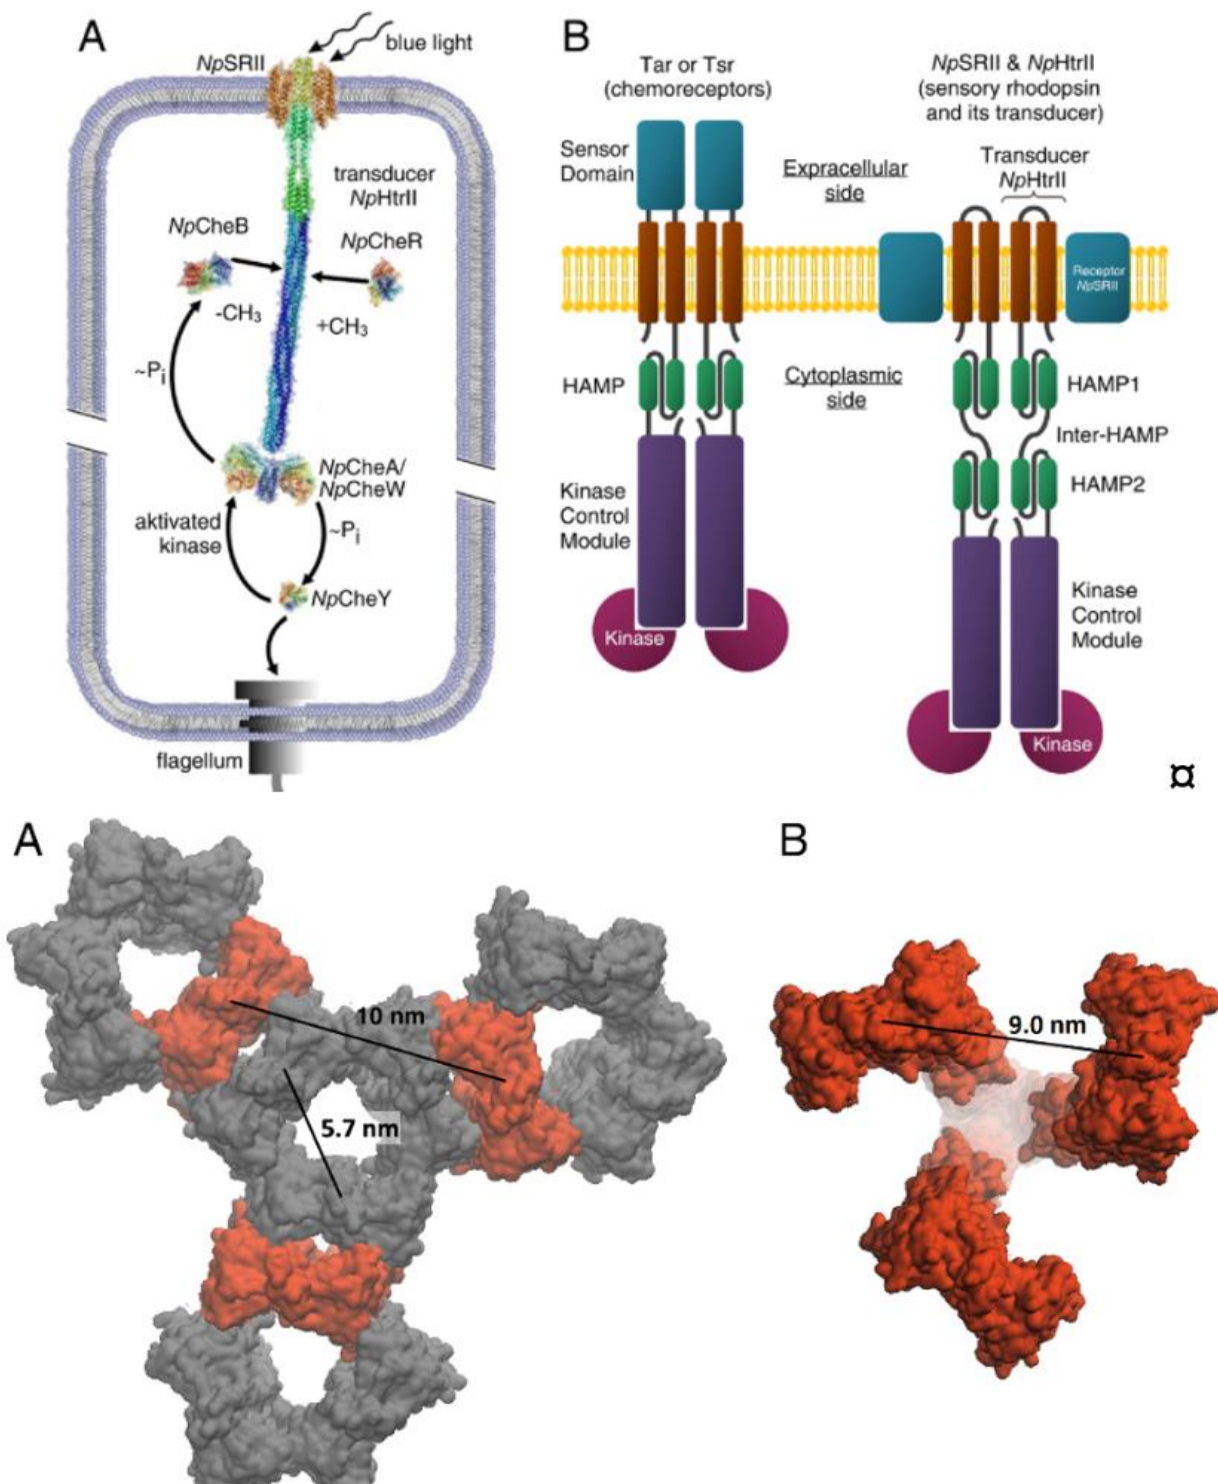 A
blue light
NpSRII
transducer
NpHtrII
NpCheB
NpCheR
-CH₃
+CH₃
~Pi
NpCheA/
NpCheW
aktivated
kinase
~Pi
NpCheY
flagellum
B
Tar or Tsr
(chemoreceptors)
NpSRII & NpHtrII
(sensory rhodopsin
and its transducer)
Sensor
Domain
Expracellular
side
Transducer
NpHtrII
Receptor
NpSRII
HAMP
Cytoplasmic
side
HAMP1
Inter-HAMP
HAMP2
Kinase
Control
Module
Kinase
Kinase
Control
Module
Kinase
¤
A
10 nm
5.7 nm
B
9.0 nm